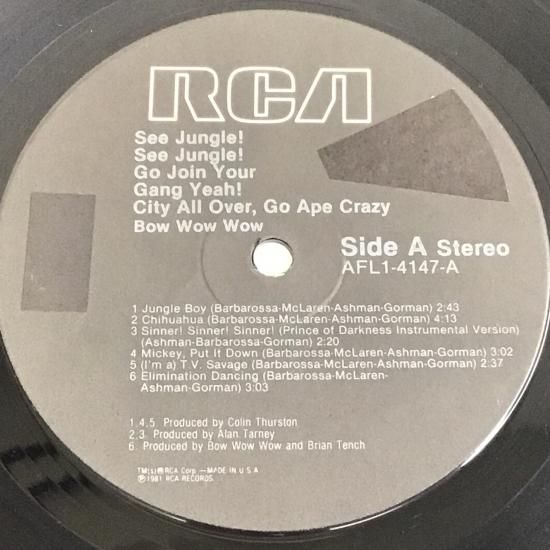 RCA
See Jungle!
See Jungle!
Go Join Your
Gang Yeah!
City All Over, Go Ape Crazy
Bow Wow Wow
Side A Stereo
AFL1-4147-A
1 Jungle Boy (Barbarossa-McLaren-Ashman-Gorman) 2:43
2 Chihuahua (Barbarossa-McLaren-Ashman-Gorman) 4:13
3 Sinner! Sinner! Sinner! (Prince of Darkness Instrumental Version)
(Ashman-Barbarossa-Gorman) 2:20
4 Mickey, Put It Down (Barbarossa-McLaren-Ashman-Gorman) 3:02
5 (I'm a) T.V. Savage (Barbarossa-McLaren-Ashman-Gorman) 2:37
6 Elimination Dancing (Barbarossa-McLaren-
Ashman-Gorman) 3:03
1,4,5. Produced by Colin Thurston
2,3. Produced by Alan Tarney
6. Produced by Bow Wow Wow and Brian Tench
TM(s)®RCA Corp.—MADE IN U.S.A.
℗1981 RCA RECORDS